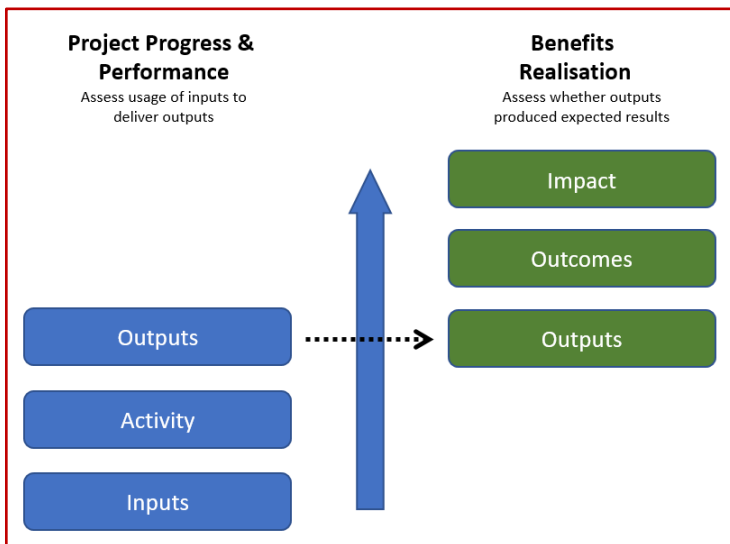 Project Progress &
Performance
Assess usage of inputs to
deliver outputs
Benefits
Realisation
Assess whether outputs
produced expected results
Impact
Outcomes
Outputs
Outputs
Activity
Inputs